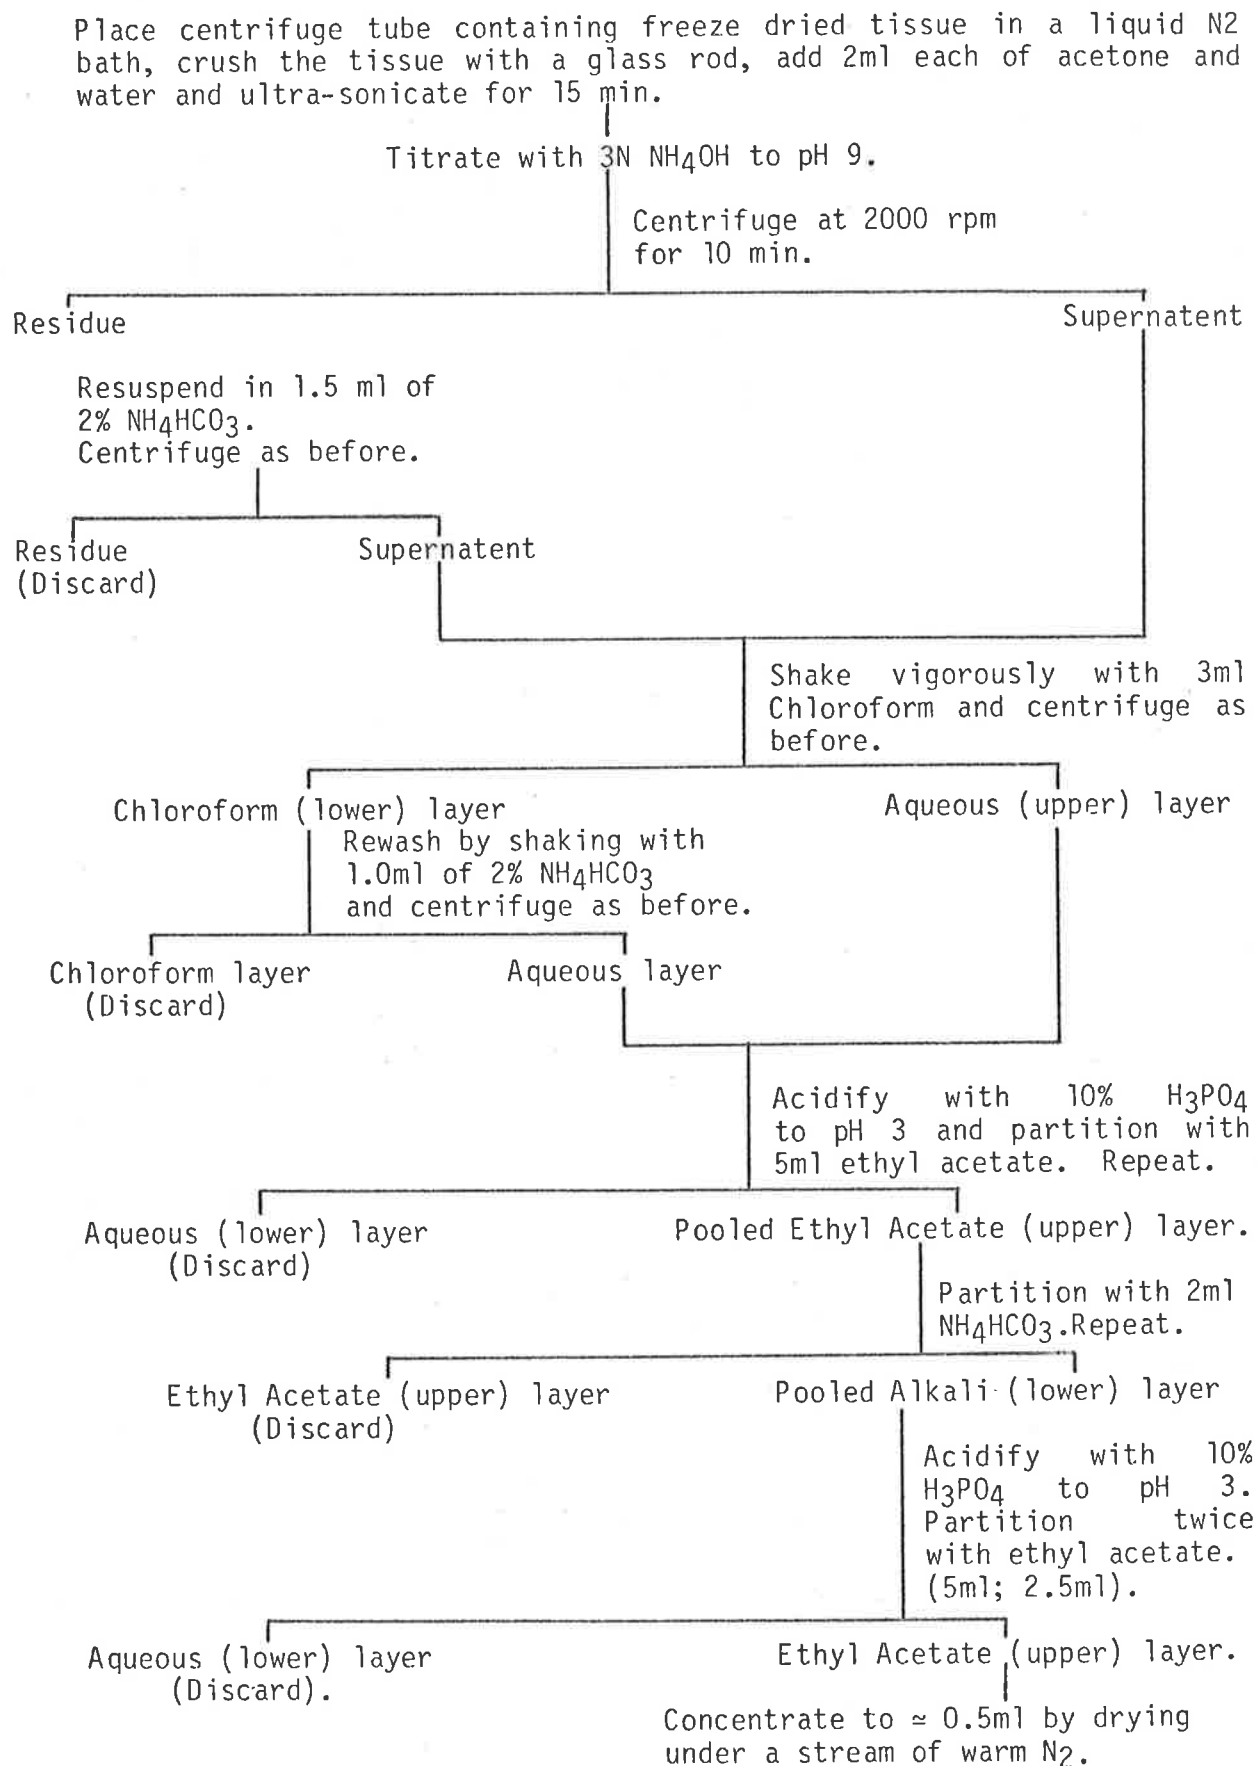 Place centrifuge tube containing freeze dried tissue in a liquid N2
bath, crush the tissue with a glass rod, add 2ml each of acetone and
water and ultra-sonicate for 15 min.
Titrate with 3N NH4OH to pH 9.
Centrifuge at 2000 rpm
for 10 min.
Residue
Supernatent
Resuspend in 1.5 ml of
2% NH4HCO3.
Centrifuge as before.
Residue
(Discard)
Supernatent
Shake vigorously with 3ml
Chloroform and centrifuge as
before.
Chloroform (lower) layer
Aqueous (upper) layer
Rewash by shaking with
1.0ml of 2% NH4HCO3
and centrifuge as before.
Chloroform layer
(Discard)
Aqueous layer
Acidify with 10% H3PO4
to pH 3 and partition with
5ml ethyl acetate. Repeat.
Aqueous (lower) layer
(Discard)
Pooled Ethyl Acetate (upper) layer.
Partition with 2ml
NH4HCO3.Repeat.
Ethyl Acetate (upper) layer
(Discard)
Pooled Alkali (lower) layer
Acidify with 10%
H3PO4 to pH 3.
Partition twice
with ethyl acetate.
(5ml; 2.5ml).
Aqueous (lower) layer
(Discard).
Ethyl Acetate (upper) layer.
Concentrate to ≃ 0.5ml by drying
under a stream of warm N2.